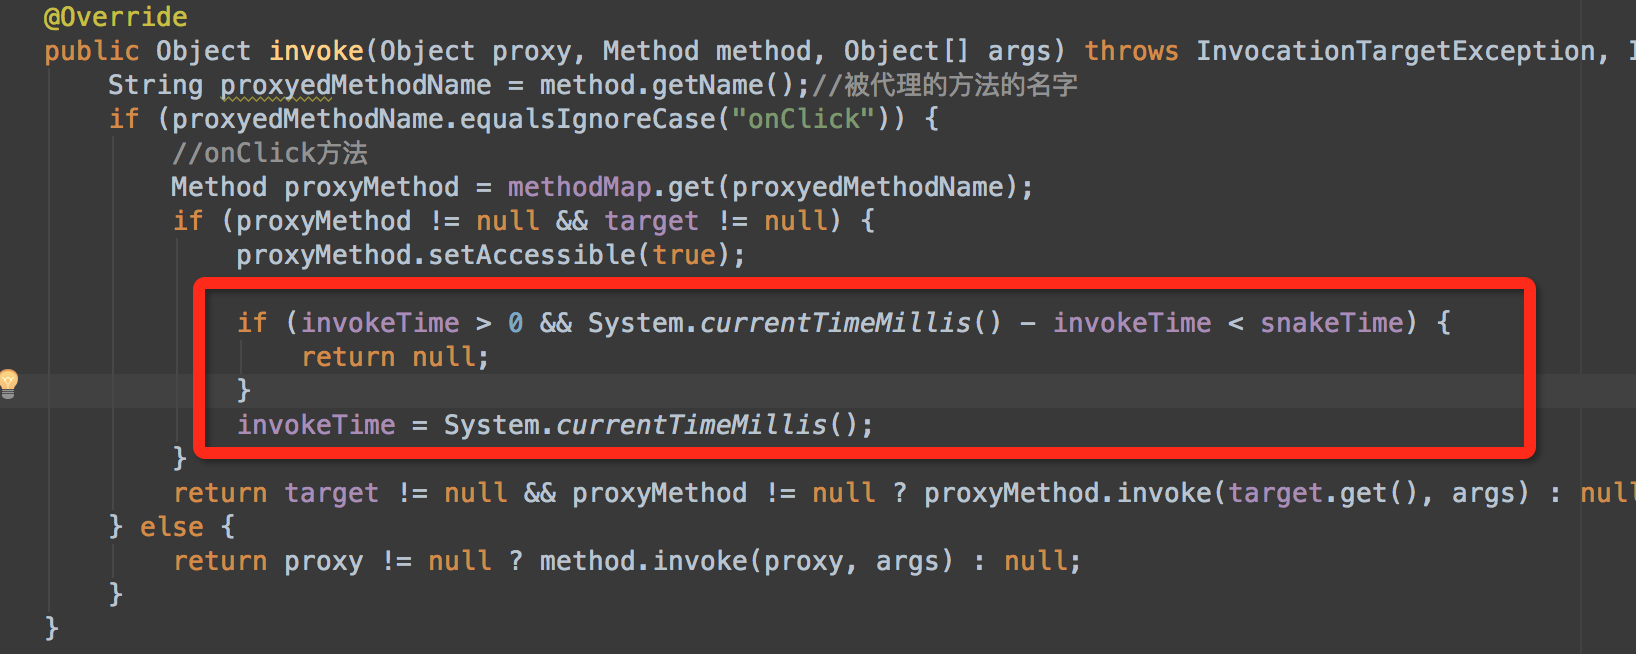 @Override
public Object invoke(Object proxy, Method method, Object[] args) throws InvocationTargetException, I
String proxyedMethodName = method.getName();//被代理的方法的名字
if (proxyedMethodName.equalsIgnoreCase("onClick")) {
//onClick方法
Method proxyMethod = methodMap.get(proxyedMethodName);
if (proxyMethod != null && target != null) {
proxyMethod.setAccessible(true);
if (invokeTime > 0 && System.currentTimeMillis() - invokeTime < snakeTime) {
return null;
}
invokeTime = System.currentTimeMillis();
}
return target != null && proxyMethod != null ? proxyMethod.invoke(target.get(), args) : null
} else {
return proxy != null ? method.invoke(proxy, args) : null;
}
}